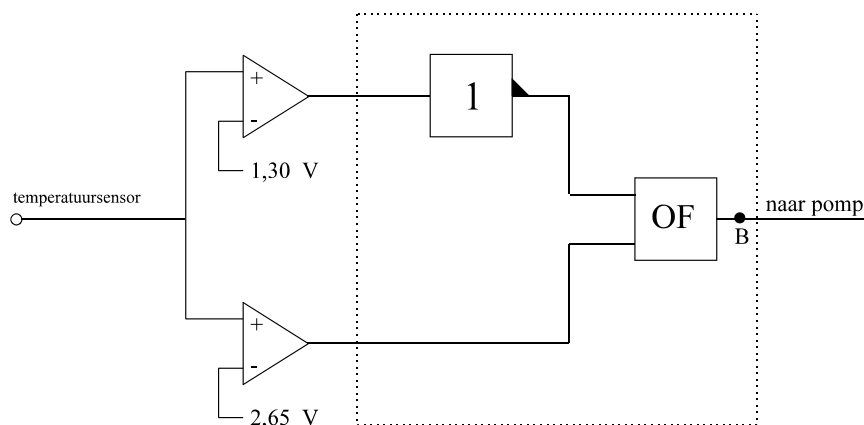 +
-
1,30 V
1
temperatuursensor
OF
naar pomp
B
+
-
2,65 V